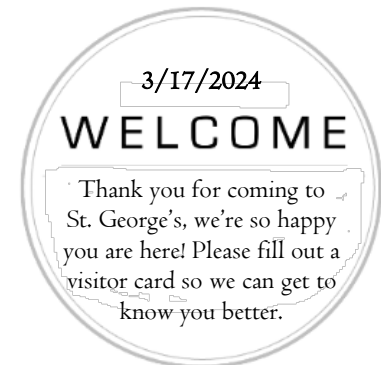 3/17/2024
WELCOME
Thank you for coming to
St. George's, we're so happy
you are here! Please fill out a
visitor card so we can get to
know you better.